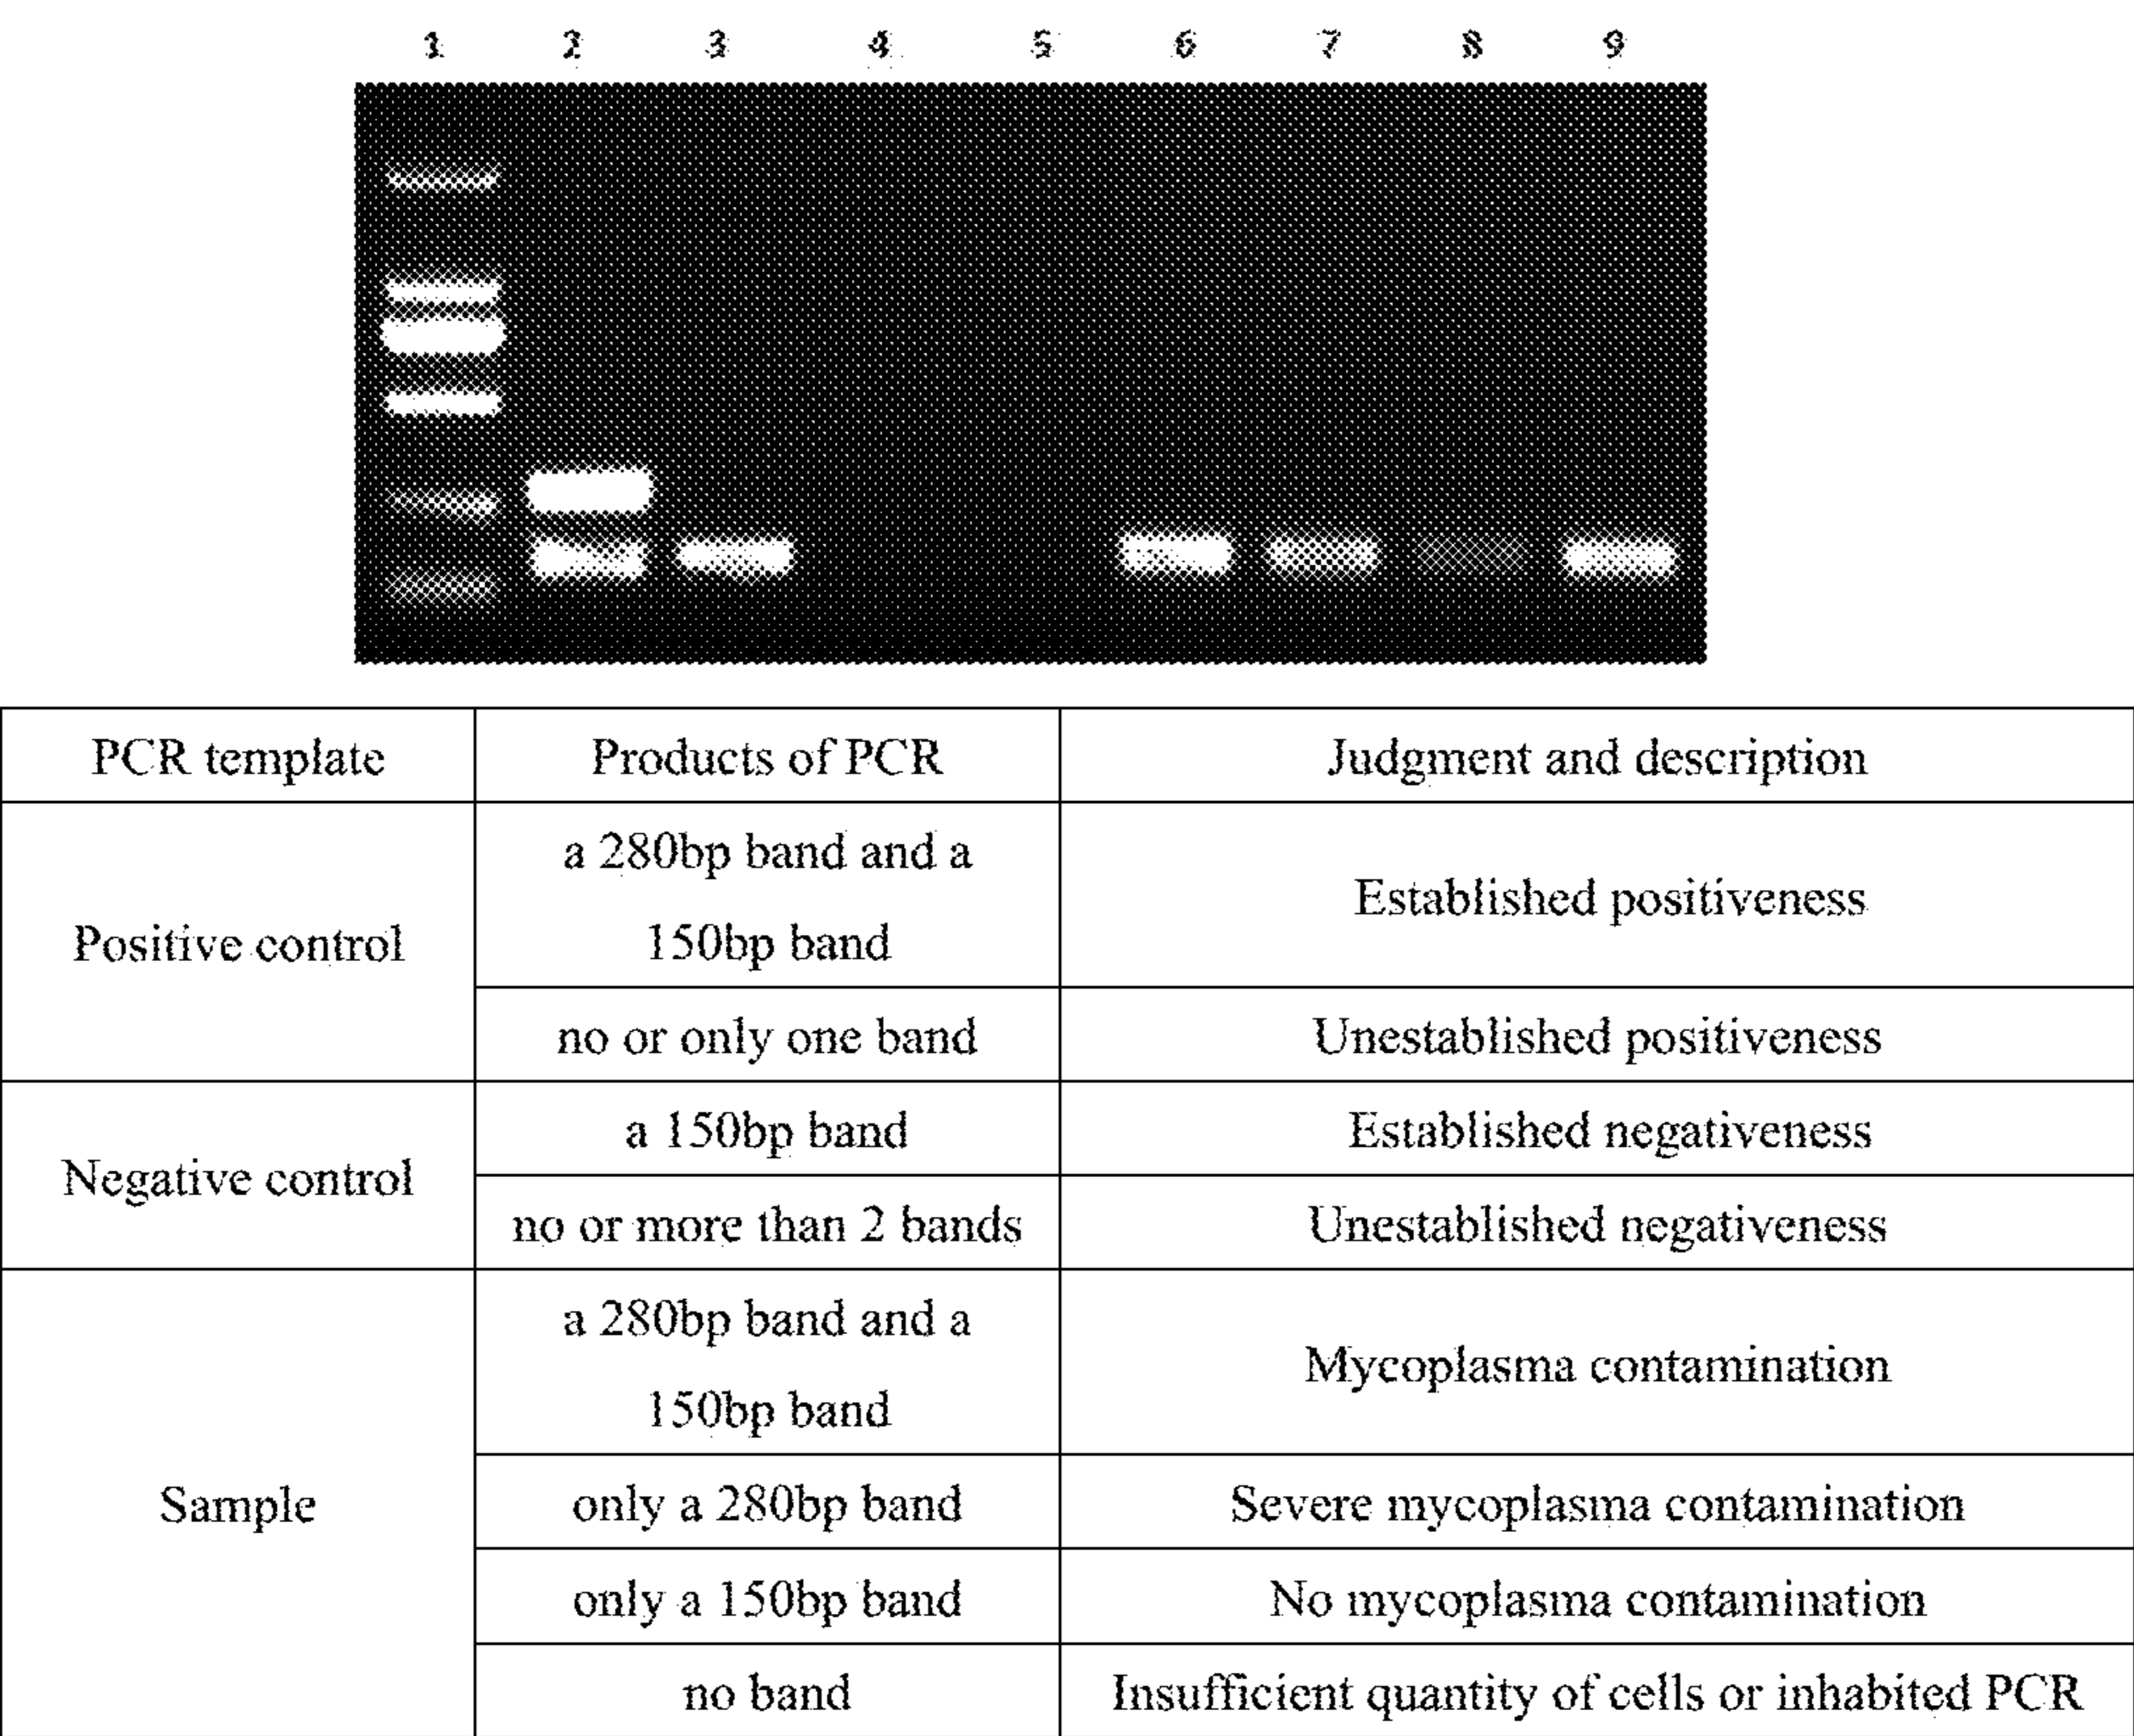 1 2 3 4 5 6 7 8 9
PCR template Products of PCR Judgment and description
Positive control
a 280bp band and a
150bp band
Established positiveness
no or only one band Unestablished positiveness
Negative control
a 150bp band Established negativeness
no or more than 2 bands Unestablished negativeness
Sample
a 280bp band and a
150bp band
Mycoplasma contamination
only a 280bp band Severe mycoplasma contamination
only a 150bp band No mycoplasma contamination
no band Insufficient quantity of cells or inhabited PCR